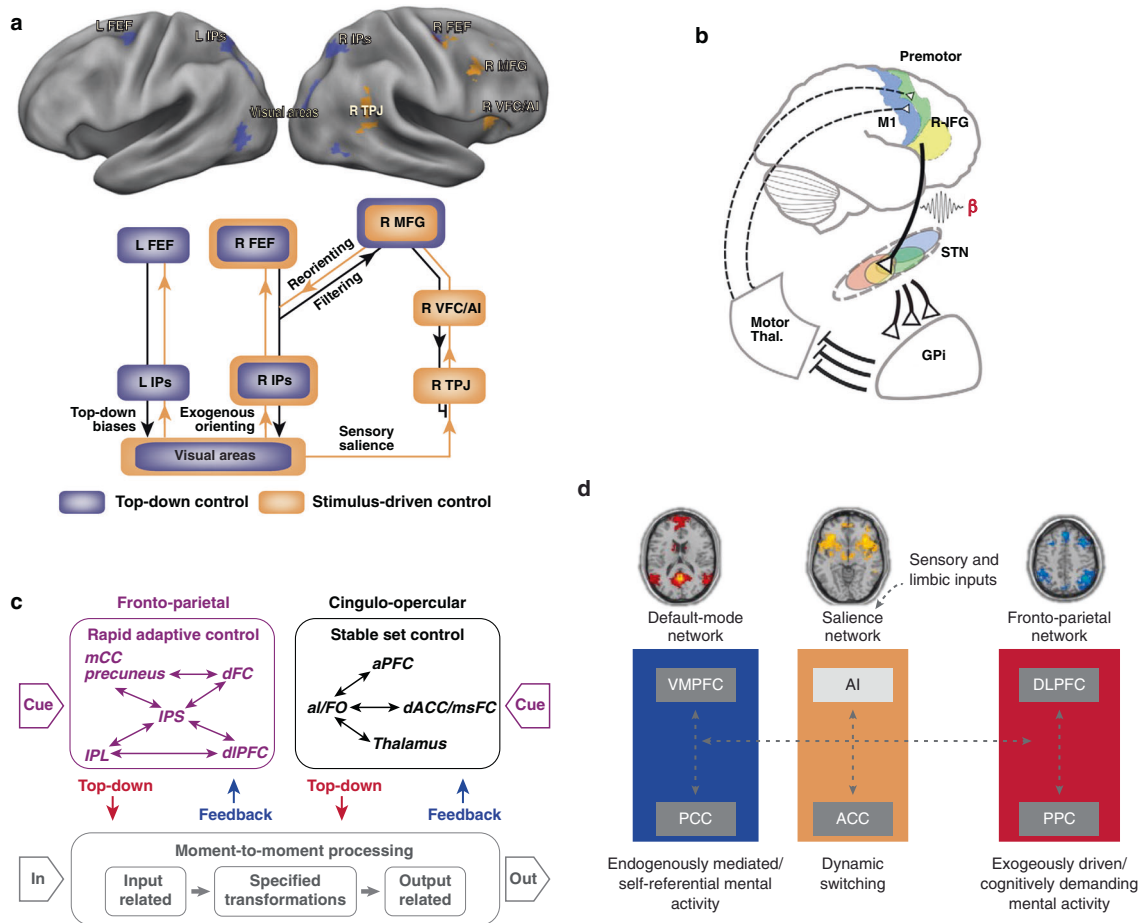 a
L FEF
L IPs
Visual areas
R IPs
R FEF
R MFG
R VFC/AI
R TPJ
L FEF
R FEF
R MFG
Reorienting
Filtering
R VFC/AI
L IPs
R IPs
R TPJ
Top-down
biases
Exogenous
orienting
Sensory
salience
Visual areas
Top-down control
Stimulus-driven control
b
Premotor
M1
R-IFG
β
STN
Motor
Thal.
GPi
c
Fronto-parietal
Cingulo-opercular
Rapid adaptive control
mCC
precuneus
dFC
IPS
IPL
dlPFC
Cue
Stable set control
aPFC
aI/FO
dACC/msFC
Thalamus
Cue
Top-down
Feedback
Top-down
Feedback
Moment-to-moment processing
In
Input
related
Specified
transformations
Output
related
Out
d
Sensory and
limbic inputs
Default-mode
network
Salience
network
Fronto-parietal
network
VMPFC
AI
DLPFC
PCC
ACC
PPC
Endogenously mediated/
self-referential mental
activity
Dynamic
switching
Exogeously driven/
cognitively demanding
mental activity